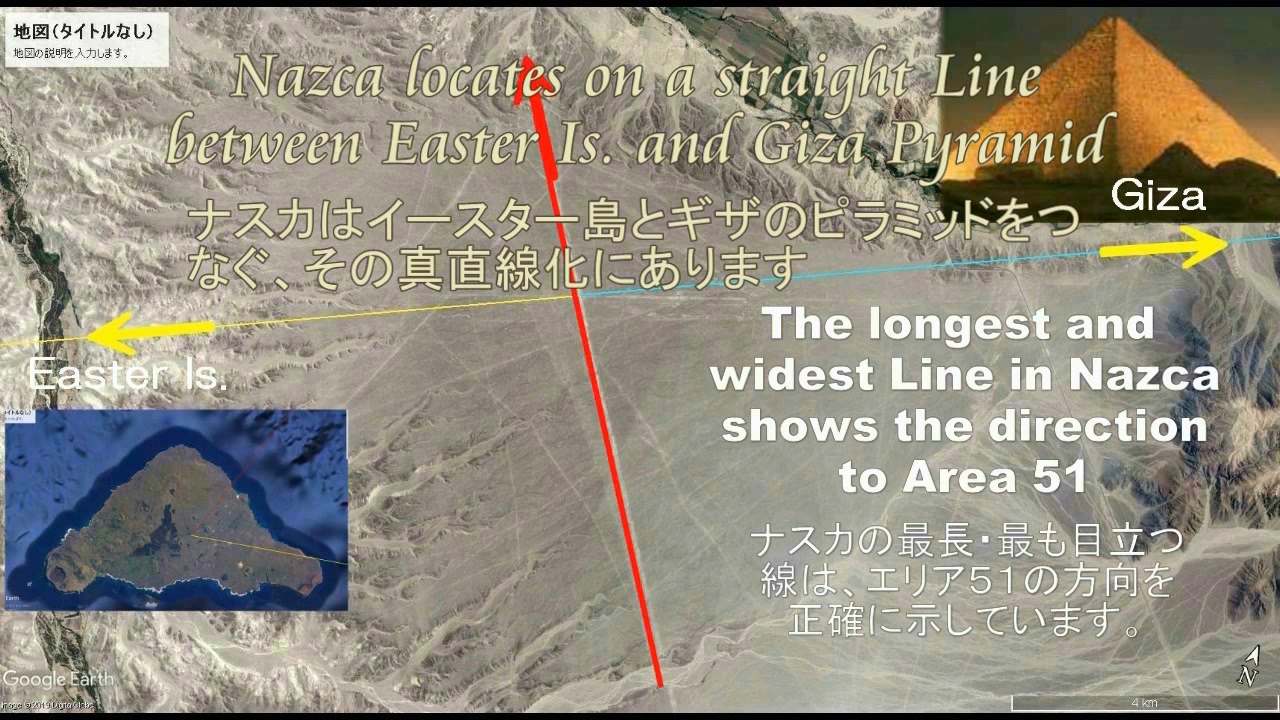 地図(タイトルなし)
地図の説明を入力します。
Nazca locates on a straight Line
between Easter Is. and Giza Pyramid
Giza
ナスカはイースター島とギザのピラミッドをつ
なぐ、その真直線化にあります
Easter Is.
The longest and
widest Line in Nazca
shows the direction
to Area 51
ナスカの最長・最も目立つ
線は、エリア51の方向を
正確に示しています。
イトルなし)
Earth
Google Earth
N
4 km